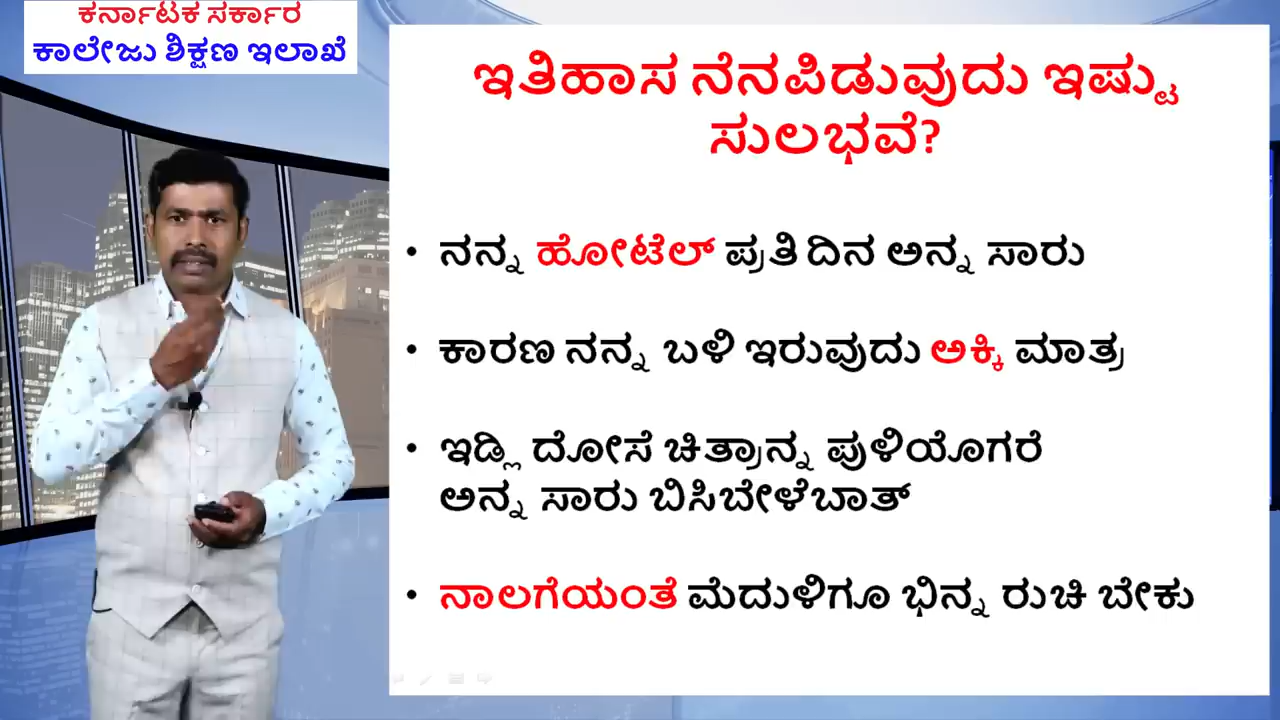 ಕರ್ನಾಟಕ ಸರ್ಕಾರ
ಕಾಲೇಜು ಶಿಕ್ಷಣ ಇಲಾಖೆ
ಇತಿಹಾಸ ನೆನಪಿಡುವುದು ಇಷ್ಟು
ಸುಲಭವೆ?
• ನನ್ನ ಹೋಟೆಲ್ ಪ್ರತಿ ದಿನ ಅನ್ನ ಸಾರು
• ಕಾರಣ ನನ್ನ ಬಳಿ ಇರುವುದು ಅಕ್ಕಿ ಮಾತ್ರ
• ಇಡ್ಲಿ ದೋಸೆ ಚಿತ್ರಾನ್ನ ಪುಳಿಯೊಗರೆ
ಅನ್ನ ಸಾರು ಬಿಸಿಬೇಳೆಬಾತ್
• ನಾಲಗೆಯಂತೆ ಮೆದುಳಿಗೂ ಭಿನ್ನ ರುಚಿ ಬೇಕು